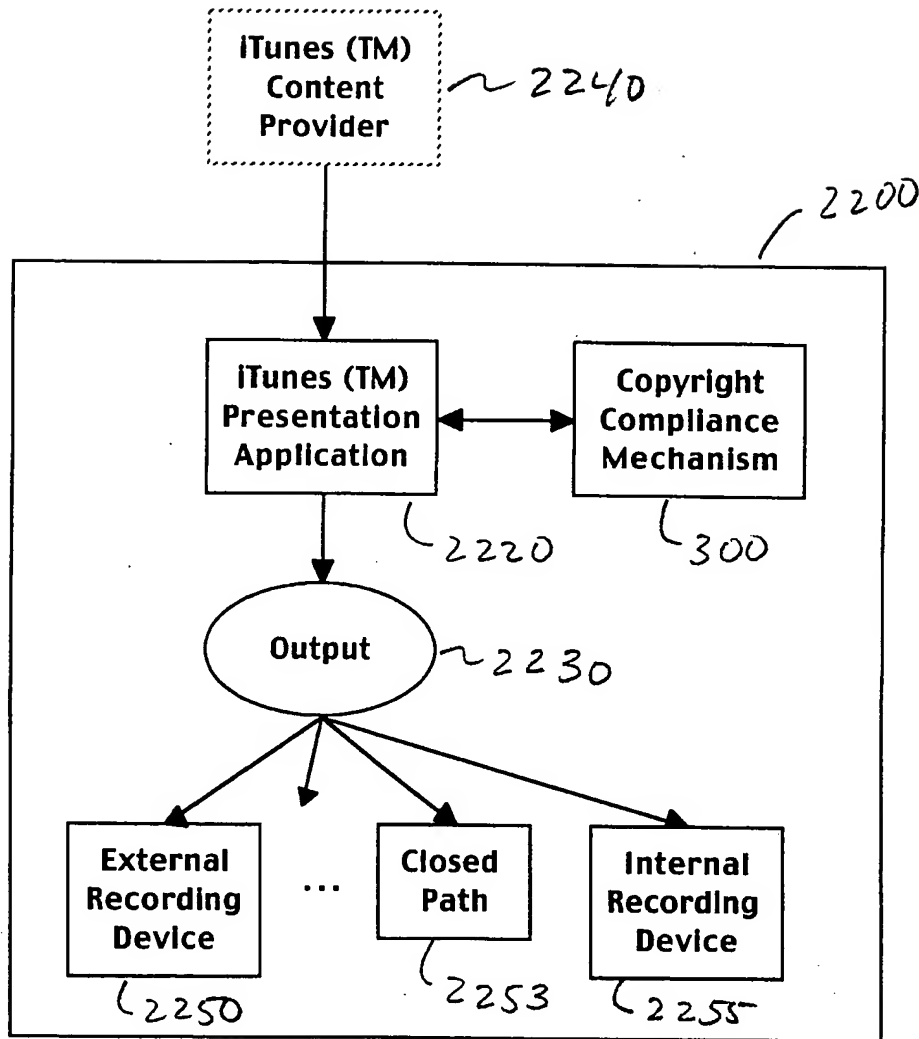 iTunes (TM)
Content
Provider
2240
2200
iTunes (TM)
Presentation
Application
Copyright
Compliance
Mechanism
2220
300
Output
2230
External
Recording
Device
...
Closed
Path
Internal
Recording
Device
2250
2253
2255